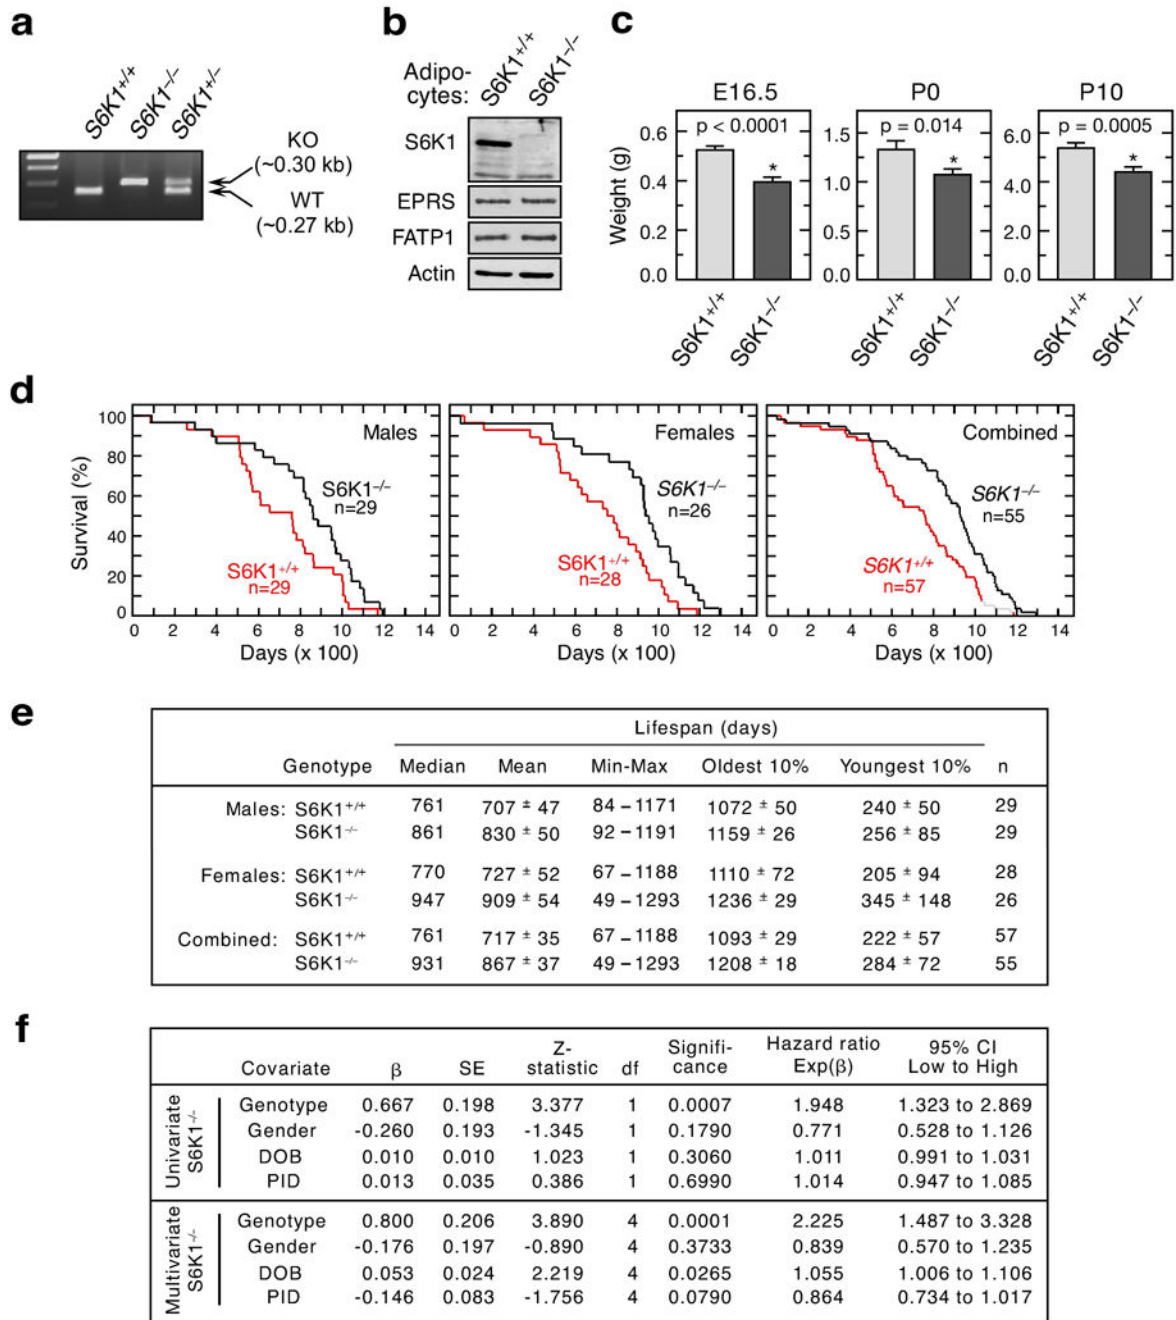 a
S6K1+/+
S6K1−/−
S6K1+/−
KO
(~0.30 kb)
WT
(~0.27 kb)
b
Adipo-
cytes:
S6K1+/+
S6K1−/−
S6K1
EPRS
FATP1
Actin
c
E16.5
P0
P10
p < 0.0001
p = 0.014
p = 0.0005
Weight (g)
0.6
0.4
0.2
0.0
*
1.5
1.0
0.5
0.0
*
6.0
4.0
2.0
0.0
*
S6K1+/+
S6K1−/−
S6K1+/+
S6K1−/−
S6K1+/+
S6K1−/−
d
Survival (%)
100
80
60
40
20
0
Males
S6K1−/−
n=29
S6K1+/+
n=29
0 2 4 6 8 10 12 14
Days (x 100)
Females
S6K1−/−
n=26
S6K1+/+
n=28
0 2 4 6 8 10 12 14
Days (x 100)
Combined
S6K1−/−
n=55
S6K1+/+
n=57
0 2 4 6 8 10 12 14
Days (x 100)
e
Lifespan (days)
Genotype Median Mean Min-Max Oldest 10% Youngest 10% n
Males: S6K1+/+ 761 707 ± 47 84 – 1171 1072 ± 50 240 ± 50 29
S6K1-/- 861 830 ± 50 92 – 1191 1159 ± 26 256 ± 85 29
Females: S6K1+/+ 770 727 ± 52 67 – 1188 1110 ± 72 205 ± 94 28
S6K1-/- 947 909 ± 54 49 – 1293 1236 ± 29 345 ± 148 26
Combined: S6K1+/+ 761 717 ± 35 67 – 1188 1093 ± 29 222 ± 57 57
S6K1-/- 931 867 ± 37 49 – 1293 1208 ± 18 284 ± 72 55
f
Covariate β SE Z-statistic df Signifi-cance Hazard ratio Exp(β) 95% CI Low to High
Univariate
S6K1-/-
Genotype 0.667 0.198 3.377 1 0.0007 1.948 1.323 to 2.869
Gender -0.260 0.193 -1.345 1 0.1790 0.771 0.528 to 1.126
DOB 0.010 0.010 1.023 1 0.3060 1.011 0.991 to 1.031
PID 0.013 0.035 0.386 1 0.6990 1.014 0.947 to 1.085
Multivariate
S6K1-/-
Genotype 0.800 0.206 3.890 4 0.0001 2.225 1.487 to 3.328
Gender -0.176 0.197 -0.890 4 0.3733 0.839 0.570 to 1.235
DOB 0.053 0.024 2.219 4 0.0265 1.055 1.006 to 1.106
PID -0.146 0.083 -1.756 4 0.0790 0.864 0.734 to 1.017